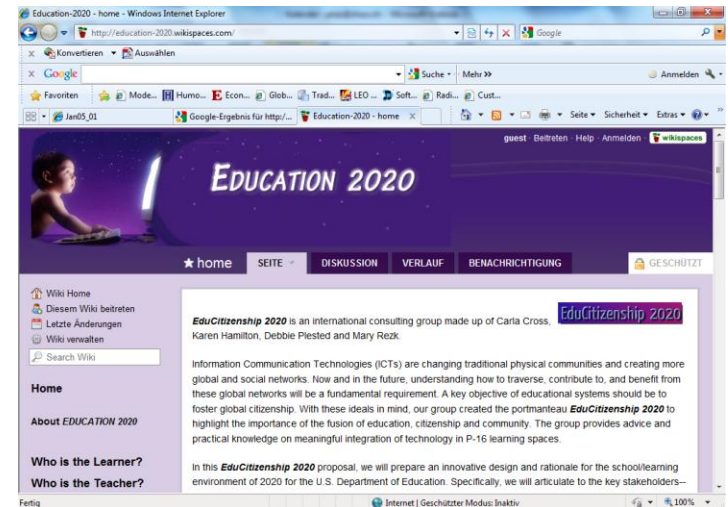 Education-2020 - home - Windows Internet Explorer
http://education-2020.wikispaces.com/
Google
x Konvertieren Auswählen
x Google
Suche Mehr » Anmelden
Favoriten Mode... Humo... Econ... Glob... Trad... LEO ... Soft... Radi... Cust...
Jan05_01 Google-Ergebnis für http:/... Education-2020 - home x Seite Sicherheit Extras
guest · Beitreten · Help · Anmelden wikispaces
EDUCATION 2020
home SEITE DISKUSSION VERLAUF BENACHRICHTIGUNG GESCHÜTZT
Wiki Home
Diesem Wiki beitreten
Letzte Änderungen
Wiki verwalten
Search Wiki
Home
About EDUCATION 2020
Who is the Learner?
Who is the Teacher?
EduCitizenship 2020
EduCitizenship 2020 is an international consulting group made up of Carla Cross,
Karen Hamilton, Debbie Plested and Mary Rezk.
Information Communication Technologies (ICTs) are changing traditional physical communities and creating more
global and social networks. Now and in the future, understanding how to traverse, contribute to, and benefit from
these global networks will be a fundamental requirement. A key objective of educational systems should be to
foster global citizenship. With these ideals in mind, our group created the portmanteau EduCitizenship 2020 to
highlight the importance of the fusion of education, citizenship and community. The group provides advice and
practical knowledge on meaningful integration of technology in P-16 learning spaces.
In this EduCitizenship 2020 proposal, we will prepare an innovative design and rationale for the school/learning
environment of 2020 for the U.S. Department of Education. Specifically, we will articulate to the key stakeholders--
Fertig
Internet | Geschützter Modus: Inaktiv
100%